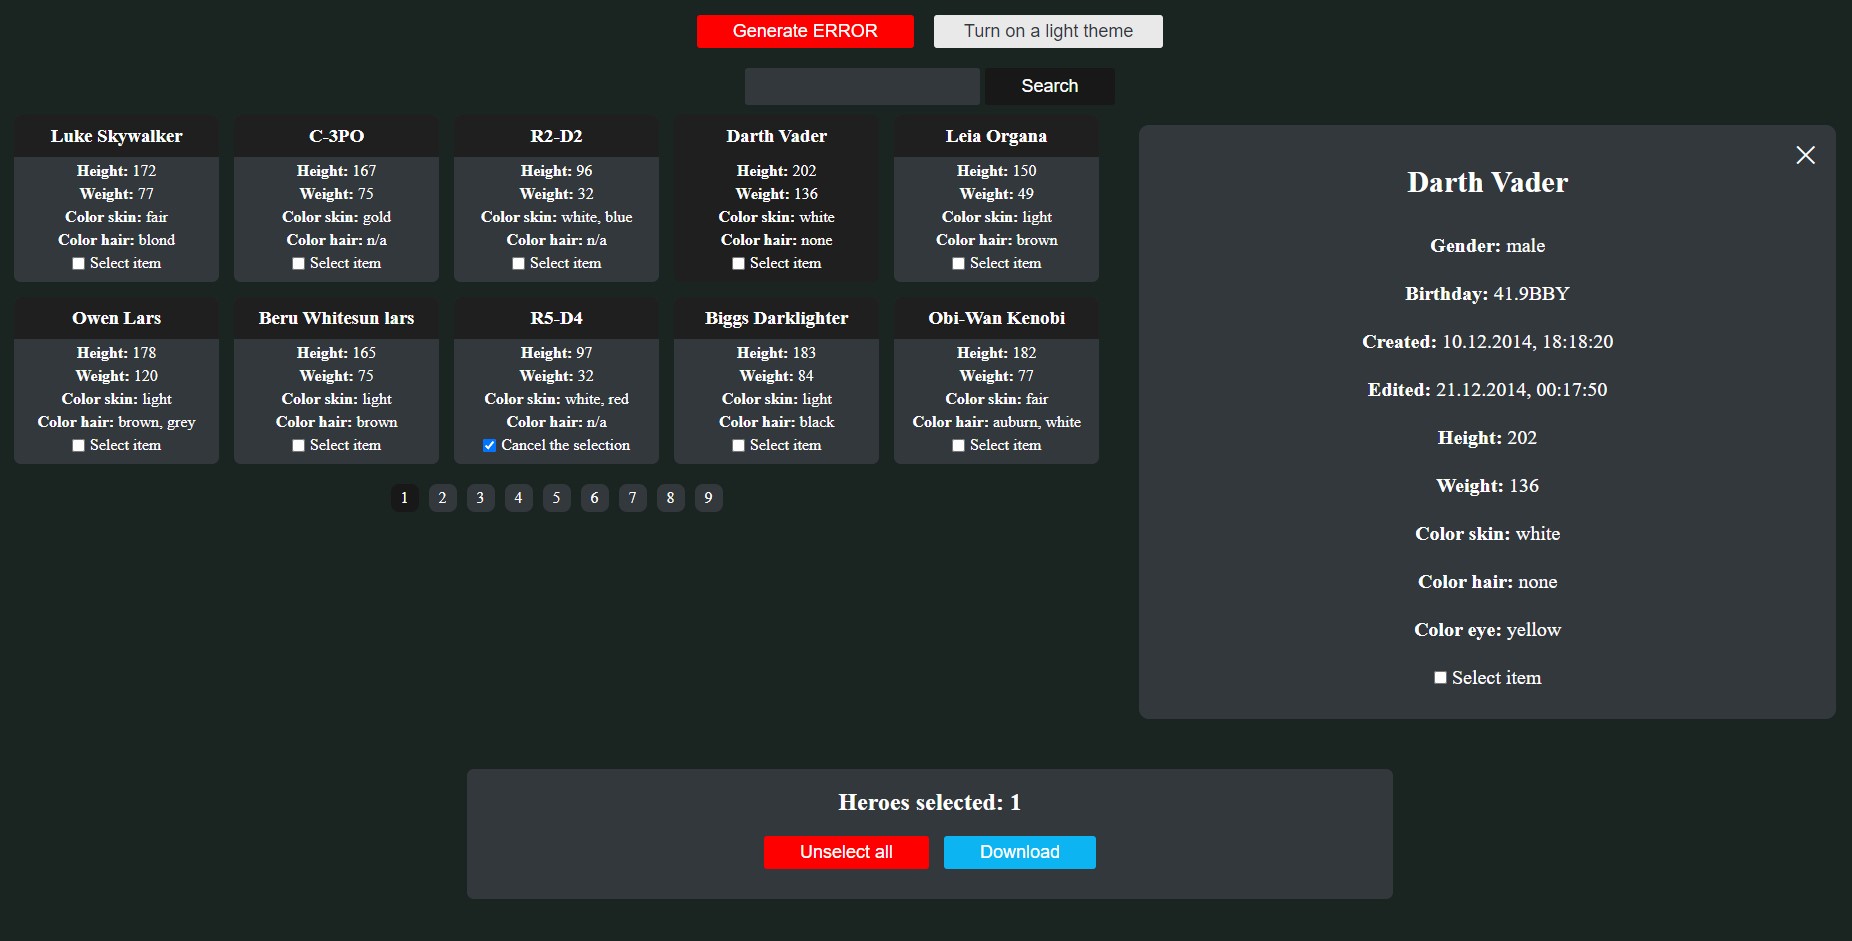 Generate ERROR
Turn on a light theme
Search
Luke Skywalker
Height: 172
Weight: 77
Color skin: fair
Color hair: blond
Select item
C-3PO
Height: 167
Weight: 75
Color skin: gold
Color hair: n/a
Select item
R2-D2
Height: 96
Weight: 32
Color skin: white, blue
Color hair: n/a
Select item
Darth Vader
Height: 202
Weight: 136
Color skin: white
Color hair: none
Select item
Leia Organa
Height: 150
Weight: 49
Color skin: light
Color hair: brown
Select item
Owen Lars
Height: 178
Weight: 120
Color skin: light
Color hair: brown, grey
Select item
Beru Whitesun lars
Height: 165
Weight: 75
Color skin: light
Color hair: brown
Select item
R5-D4
Height: 97
Weight: 32
Color skin: white, red
Color hair: n/a
Cancel the selection
Biggs Darklighter
Height: 183
Weight: 84
Color skin: light
Color hair: black
Select item
Obi-Wan Kenobi
Height: 182
Weight: 77
Color skin: fair
Color hair: auburn, white
Select item
1 2 3 4 5 6 7 8 9
Darth Vader
Gender: male
Birthday: 41.9BBY
Created: 10.12.2014, 18:18:20
Edited: 21.12.2014, 00:17:50
Height: 202
Weight: 136
Color skin: white
Color hair: none
Color eye: yellow
Select item
Heroes selected: 1
Unselect all
Download